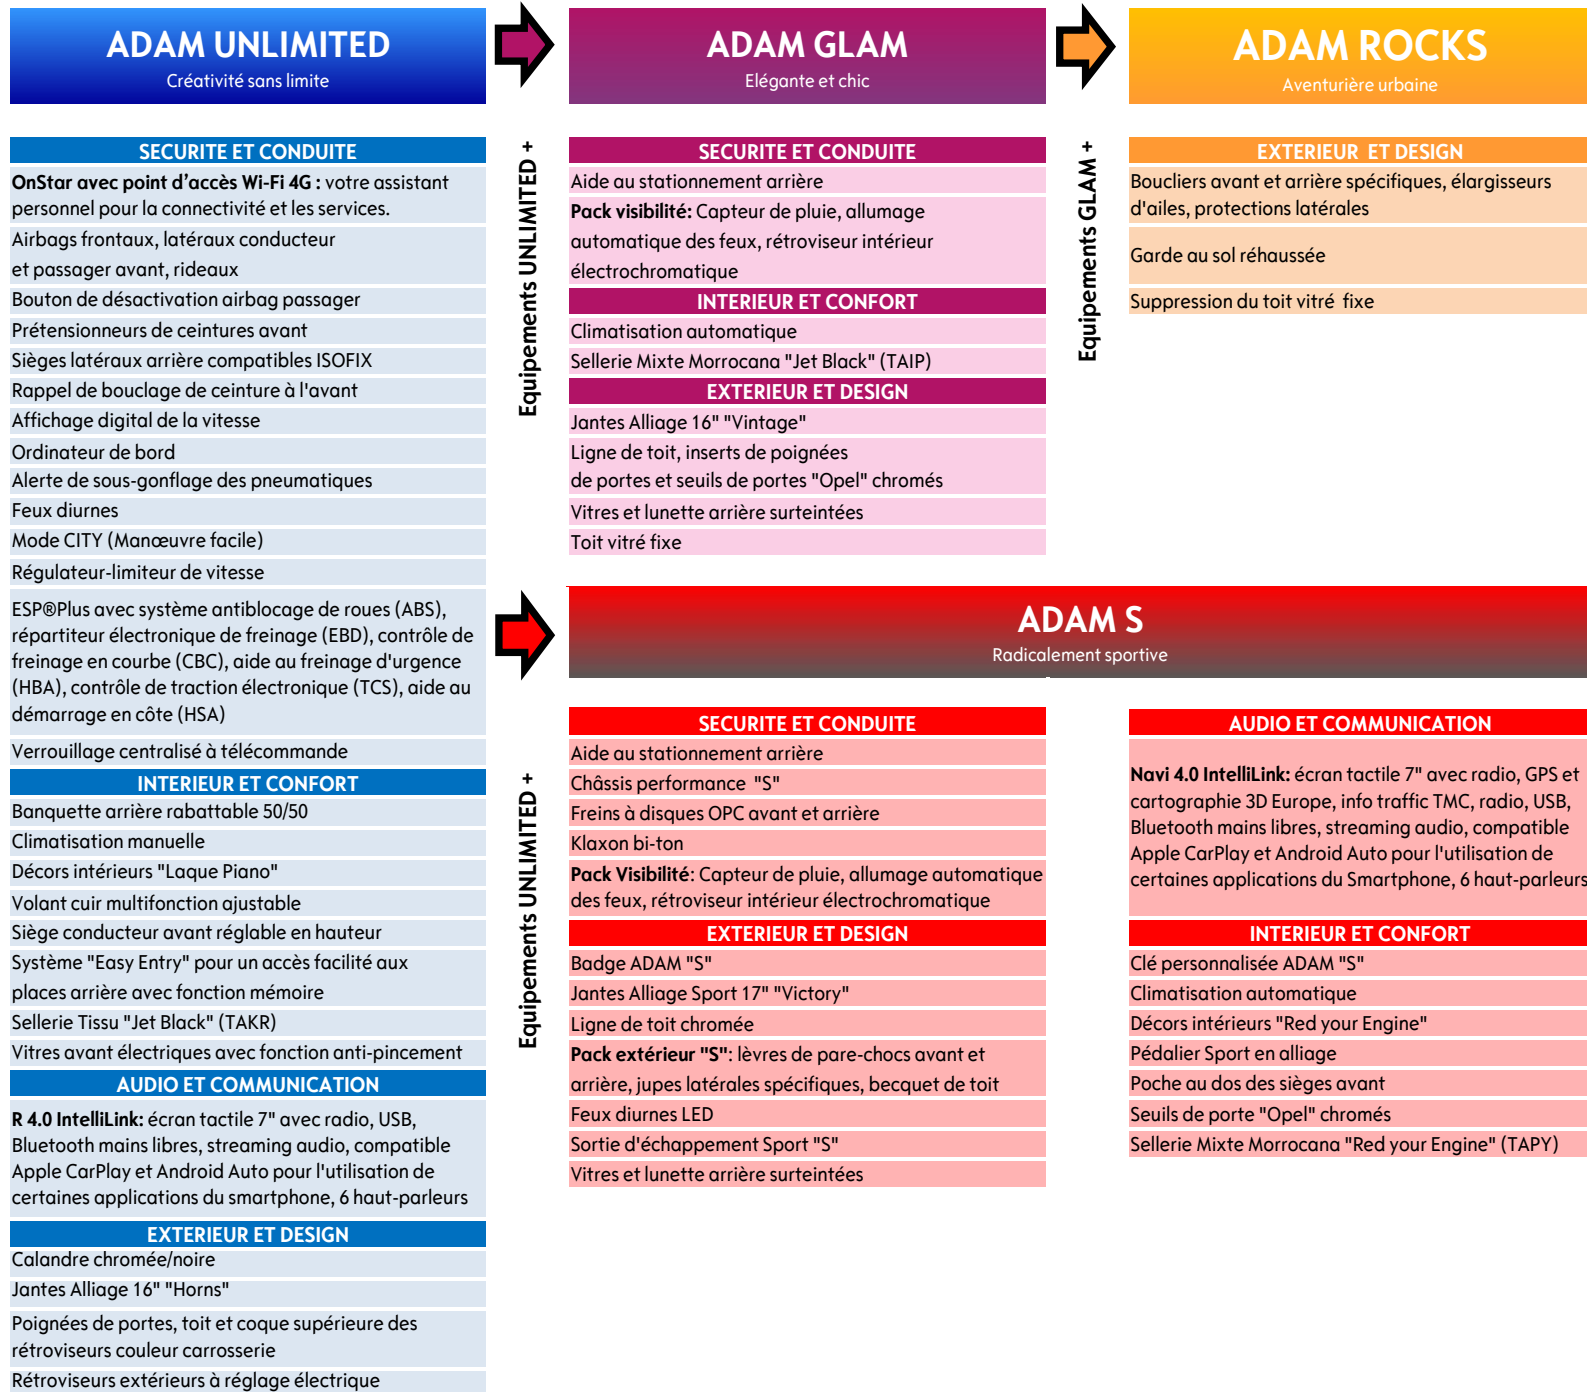 ADAM UNLIMITED
Créativité sans limite
SECURITE ET CONDUITE
OnStar avec point d’accès Wi-Fi 4G : votre assistant
personnel pour la connectivité et les services.
Airbags frontaux, latéraux conducteur
et passager avant, rideaux
Bouton de désactivation airbag passager
Prétensionneurs de ceintures avant
Sièges latéraux arrière compatibles ISOFIX
Rappel de bouclage de ceinture à l'avant
Affichage digital de la vitesse
Ordinateur de bord
Alerte de sous-gonflage des pneumatiques
Feux diurnes
Mode CITY (Manœuvre facile)
Régulateur-limiteur de vitesse
ESP®Plus avec système antiblocage de roues (ABS),
répartiteur électronique de freinage (EBD), contrôle de
freinage en courbe (CBC), aide au freinage d'urgence
(HBA), contrôle de traction électronique (TCS), aide au
démarrage en côte (HSA)
Verrouillage centralisé à télécommande
INTERIEUR ET CONFORT
Banquette arrière rabattable 50/50
Climatisation manuelle
Décors intérieurs "Laque Piano"
Volant cuir multifonction ajustable
Siège conducteur avant réglable en hauteur
Système "Easy Entry" pour un accès facilité aux
places arrière avec fonction mémoire
Sellerie Tissu "Jet Black" (TAKR)
Vitres avant électriques avec fonction anti-pincement
AUDIO ET COMMUNICATION
R 4.0 IntelliLink: écran tactile 7" avec radio, USB,
Bluetooth mains libres, streaming audio, compatible
Apple CarPlay et Android Auto pour l'utilisation de
certaines applications du smartphone, 6 haut-parleurs
EXTERIEUR ET DESIGN
Calandre chromée/noire
Jantes Alliage 16" "Horns"
Poignées de portes, toit et coque supérieure des
rétroviseurs couleur carrosserie
Rétroviseurs extérieurs à réglage électrique
Equipements UNLIMITED +
ADAM GLAM
Elégante et chic
SECURITE ET CONDUITE
Aide au stationnement arrière
Pack visibilité: Capteur de pluie, allumage
automatique des feux, rétroviseur intérieur
électrochromatique
INTERIEUR ET CONFORT
Climatisation automatique
Sellerie Mixte Morrocana "Jet Black" (TAIP)
EXTERIEUR ET DESIGN
Jantes Alliage 16" "Vintage"
Ligne de toit, inserts de poignées
de portes et seuils de portes "Opel" chromés
Vitres et lunette arrière surteintées
Toit vitré fixe
Equipements GLAM +
ADAM ROCKS
Aventurière urbaine
EXTERIEUR ET DESIGN
Boucliers avant et arrière spécifiques, élargisseurs
d'ailes, protections latérales
Garde au sol réhaussée
Suppression du toit vitré fixe
Equipements UNLIMITED +
ADAM S
Radicalement sportive
SECURITE ET CONDUITE
Aide au stationnement arrière
Châssis performance "S"
Freins à disques OPC avant et arrière
Klaxon bi-ton
Pack Visibilité: Capteur de pluie, allumage automatique
des feux, rétroviseur intérieur électrochromatique
EXTERIEUR ET DESIGN
Badge ADAM "S"
Jantes Alliage Sport 17" "Victory"
Ligne de toit chromée
Pack extérieur "S": lèvres de pare-chocs avant et
arrière, jupes latérales spécifiques, becquet de toit
Feux diurnes LED
Sortie d'échappement Sport "S"
Vitres et lunette arrière surteintées
AUDIO ET COMMUNICATION
Navi 4.0 IntelliLink: écran tactile 7" avec radio, GPS et
cartographie 3D Europe, info traffic TMC, radio, USB,
Bluetooth mains libres, streaming audio, compatible
Apple CarPlay et Android Auto pour l'utilisation de
certaines applications du Smartphone, 6 haut-parleurs
INTERIEUR ET CONFORT
Clé personnalisée ADAM "S"
Climatisation automatique
Décors intérieurs "Red your Engine"
Pédalier Sport en alliage
Poche au dos des sièges avant
Seuils de porte "Opel" chromés
Sellerie Mixte Morrocana "Red your Engine" (TAPY)